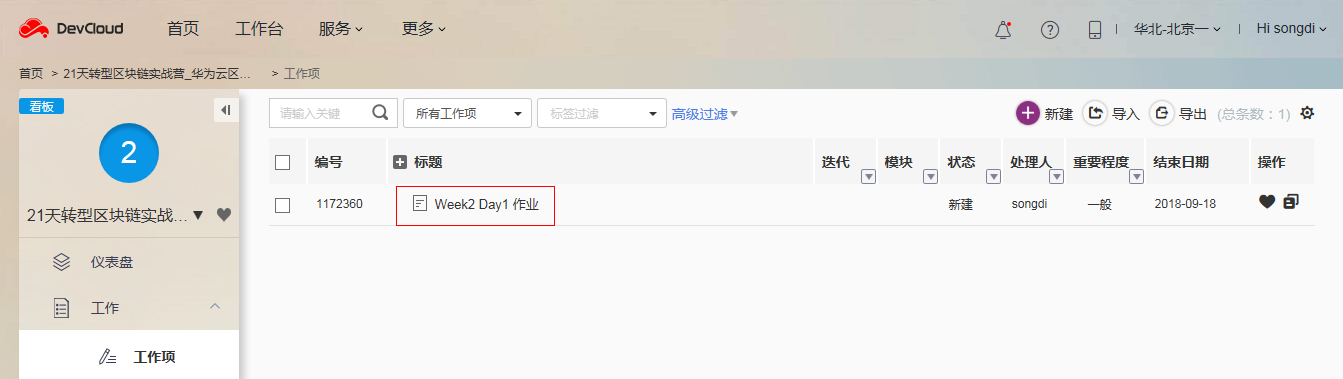 DevCloud 首页 工作台 服务 更多 华北-北京一 Hi songdi
首页 > 21天转型区块链实战营_华为云区... > 工作项
看板
2
21天转型区块链实战...
仪表盘
工作
工作项
请输入关键 所有工作项 标签过滤 高级过滤 新建 导入 导出 (总条数：1)
编号 标题 迭代 模块 状态 处理人 重要程度 结束日期 操作
1172360 Week2 Day1 作业 新建 songdi 一般 2018-09-18